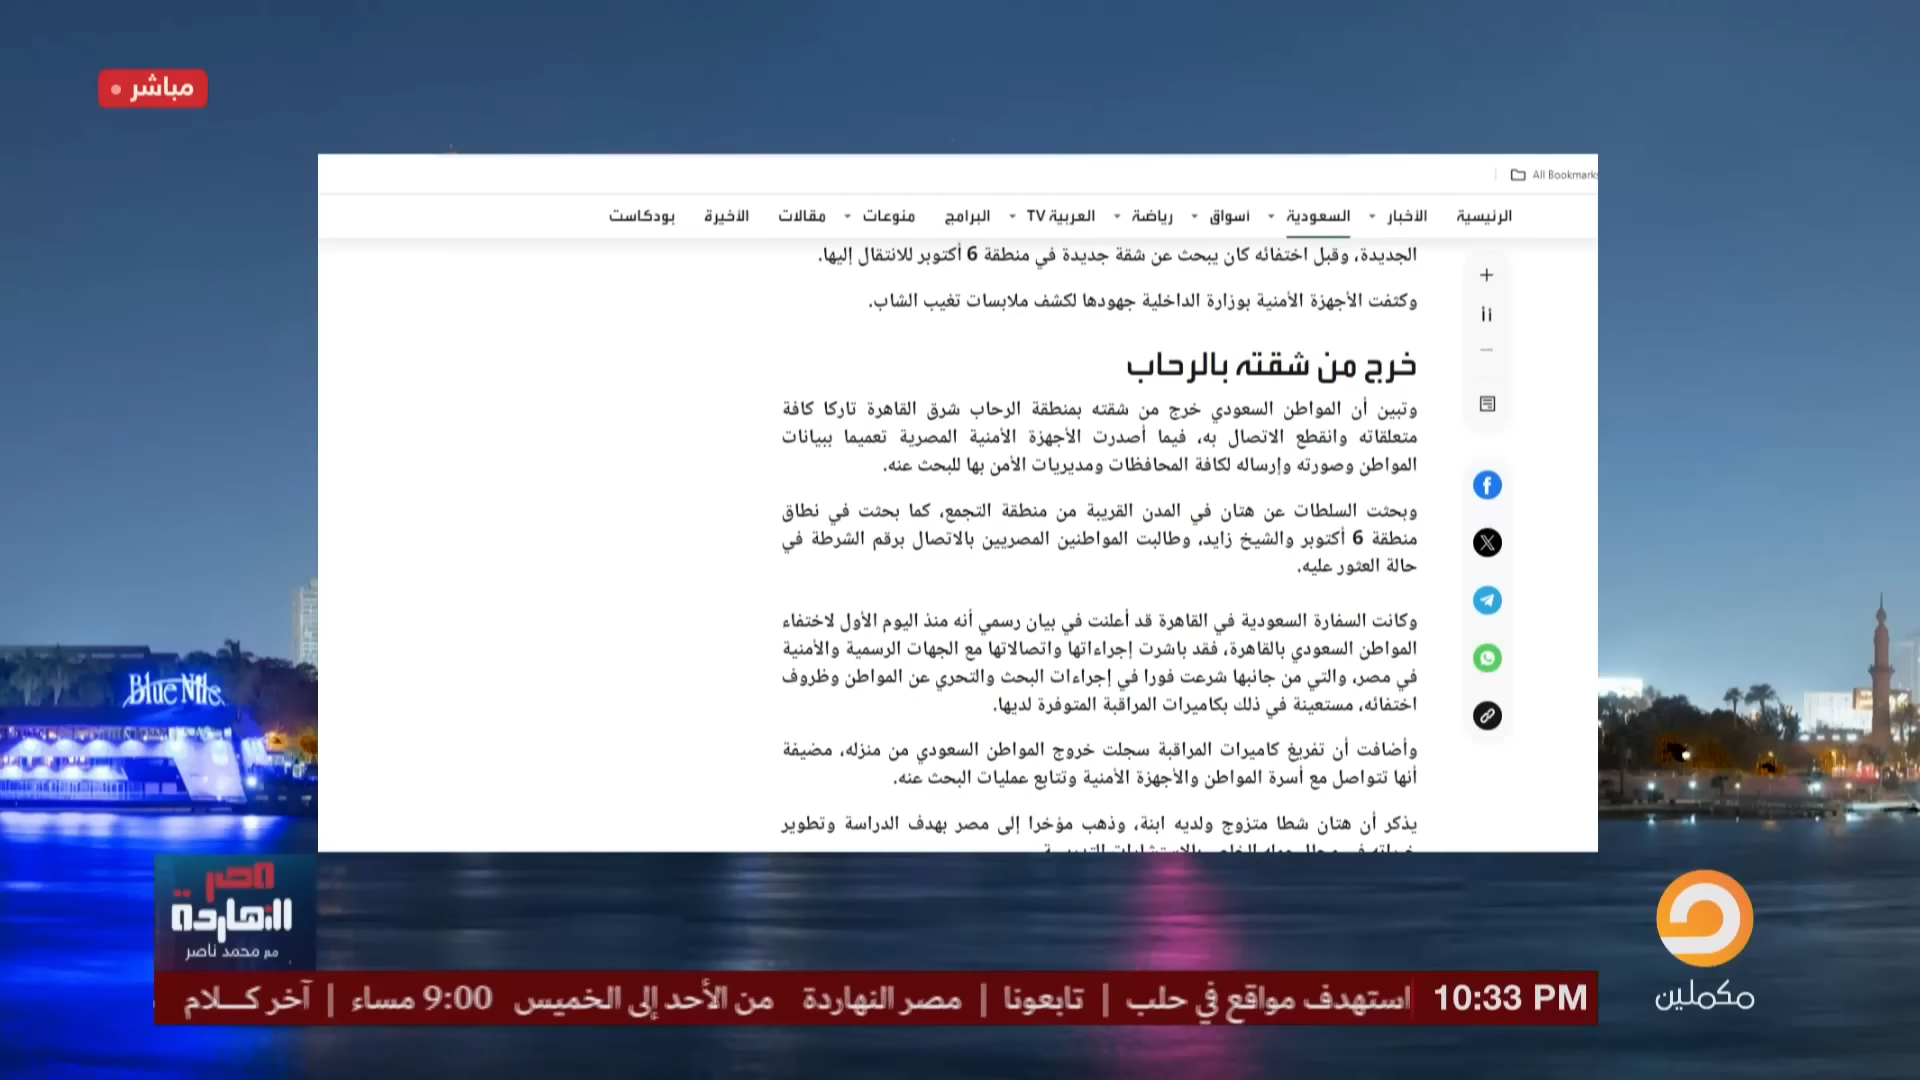 مباشر
All Bookmarks
الرئيسية الأخبار السعودية أسواق رياضة العربية TV البرامج منوعات مقالات الأخيرة بودكاست
الجديدة، وقبل اختفائه كان يبحث عن شقة جديدة في منطقة 6 أكتوبر للانتقال إليها.
وكثفت الأجهزة الأمنية بوزارة الداخلية جهودها لكشف ملابسات تغيب الشاب.
خرج من شقته بالرحاب
وتبين أن المواطن السعودي خرج من شقته بمنطقة الرحاب شرق القاهرة تاركا كافة
متعلقاته وانقطع الاتصال به، فيما أصدرت الأجهزة الأمنية المصرية تعميما ببيانات
المواطن وصورته وإرساله لكافة المحافظات ومديريات الأمن بها للبحث عنه.
وبحثت السلطات عن هتان في المدن القريبة من منطقة التجمع، كما بحثت في نطاق
منطقة 6 أكتوبر والشيخ زايد، وطالبت المواطنين المصريين بالاتصال برقم الشرطة في
حالة العثور عليه.
وكانت السفارة السعودية في القاهرة قد أعلنت في بيان رسمي أنه منذ اليوم الأول لاختفاء
المواطن السعودي بالقاهرة، فقد باشرت إجراءاتها واتصالاتها مع الجهات الرسمية والأمنية
في مصر، والتي من جانبها شرعت فورا في إجراءات البحث والتحري عن المواطن وظروف
اختفائه، مستعينة في ذلك بكاميرات المراقبة المتوفرة لديها.
وأضافت أن تفريغ كاميرات المراقبة سجلت خروج المواطن السعودي من منزله، مضيفة
أنها تتواصل مع أسرة المواطن والأجهزة الأمنية وتتابع عمليات البحث عنه.
يذكر أن هتان شطا متزوج ولديه ابنة، وذهب مؤخرا إلى مصر بهدف الدراسة وتطوير
Blue Nile
مصر
النهاردة
مع محمد ناصر
10:33 PM
استهدف مواقع في حلب | تابعونا | مصر النهاردة من الأحد إلى الخميس 9:00 مساء | آخر كـــلام
مكملين